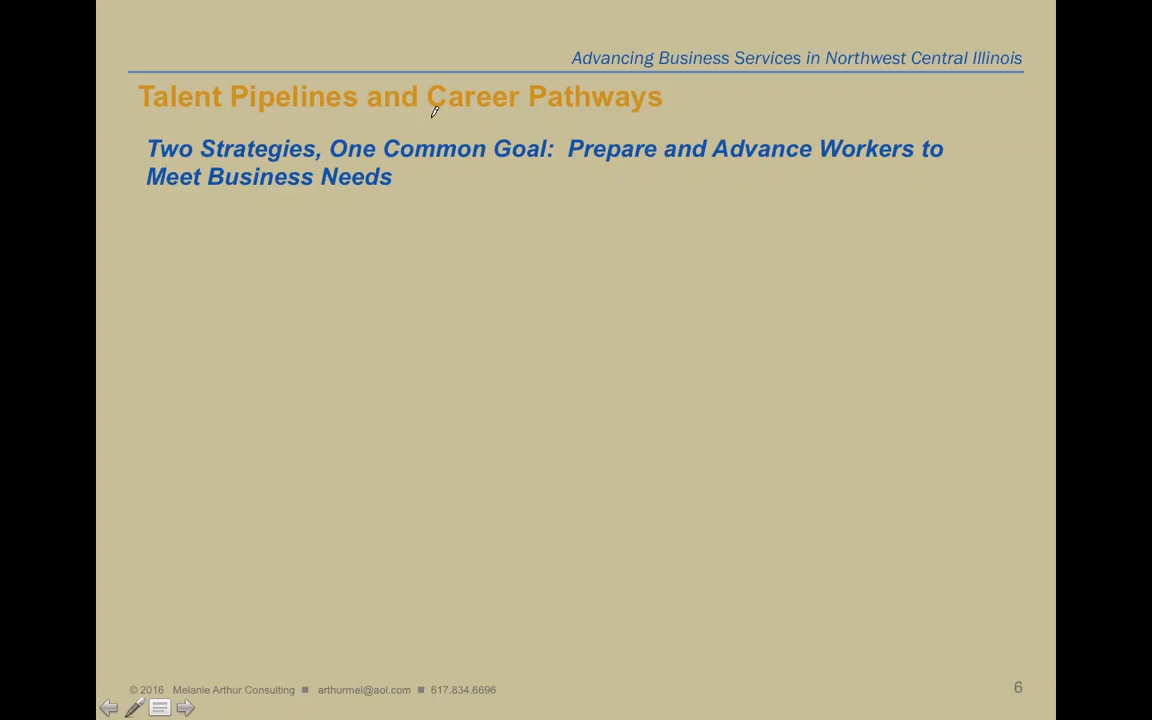 Advancing Business Services in Northwest Central Illinois
Talent Pipelines and Career Pathways
Two Strategies, One Common Goal:  Prepare and Advance Workers to
Meet Business Needs
© 2016 Melanie Arthur Consulting ■ arthurmel@aol.com ■ 617.834.6696
6